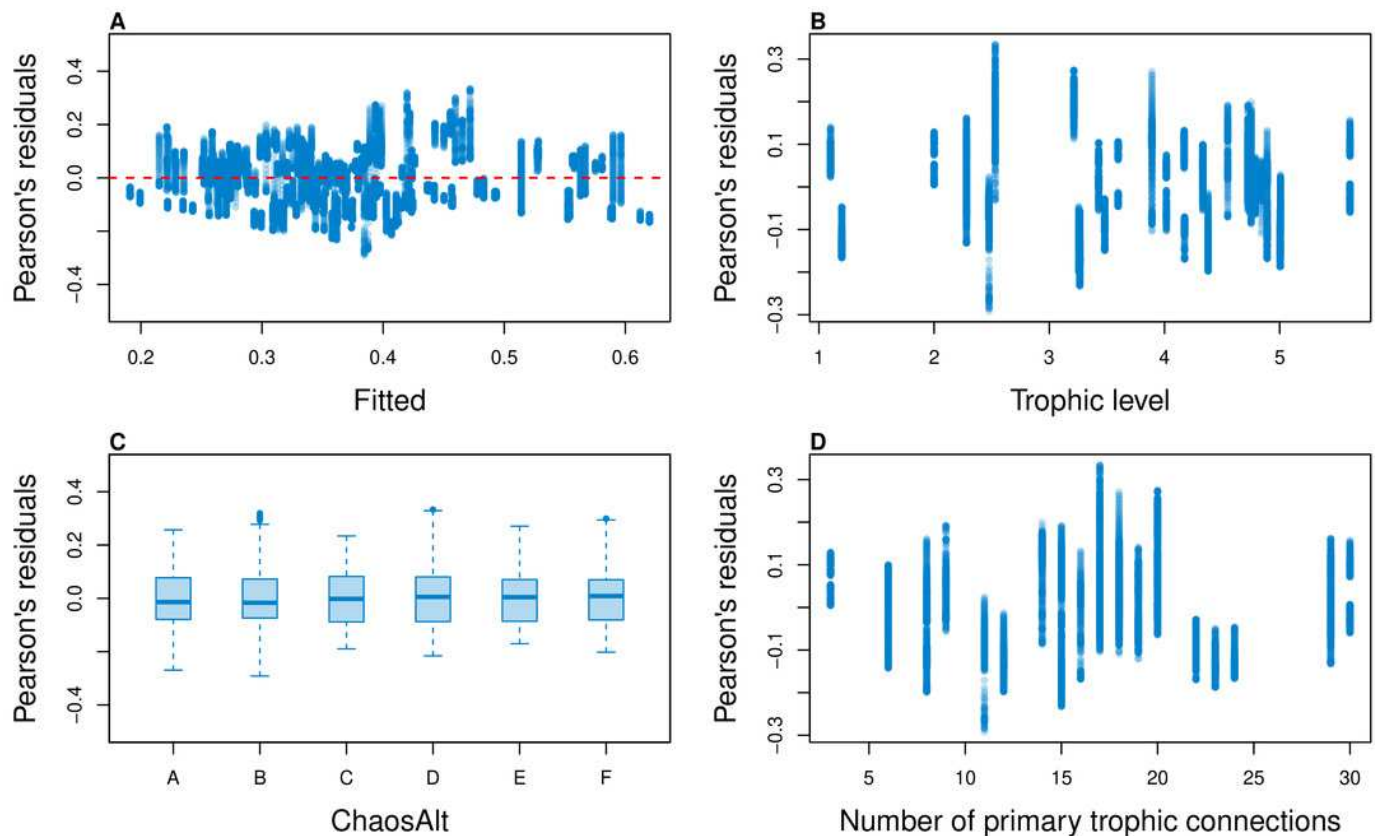 A
Pearson's residuals
0.4
0.2
0.0
−0.4
0.2 0.3 0.4 0.5 0.6
Fitted
B
Pearson's residuals
0.3
0.1
−0.1
−0.3
1 2 3 4 5
Trophic level
C
Pearson's residuals
0.4
0.2
0.0
−0.4
A B C D E F
ChaosAlt
D
Pearson's residuals
0.3
0.1
−0.1
−0.3
5 10 15 20 25 30
Number of primary trophic connections